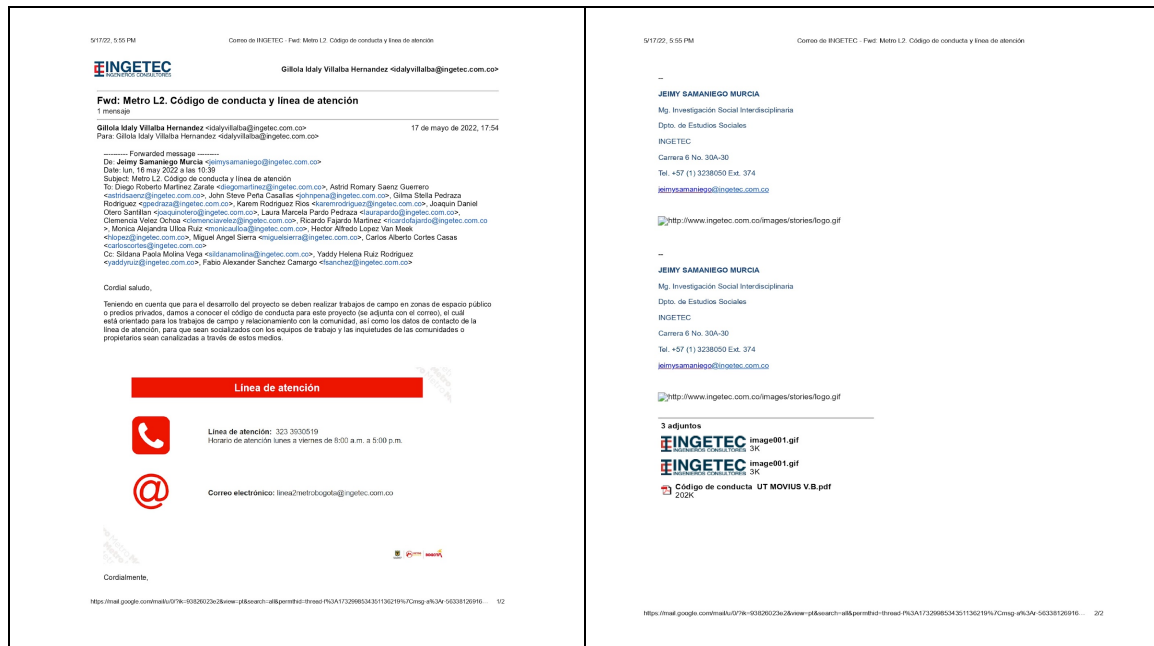 5/17/22, 5:55 PM
Correo de INGETEC - Fwd: Metro L2. Código de conducta y línea de atención
INGETEC
INGENIEROS CONSULTORES
Gillola Idaly Villalba Hernandez <idalyvillalba@ingetec.com.co>
Fwd: Metro L2. Código de conducta y línea de atención
1 mensaje
Gillola Idaly Villalba Hernandez <idalyvillalba@ingetec.com.co>
17 de mayo de 2022, 17:54
Para: Gillola Idaly Villalba Hernandez <idalyvillalba@ingetec.com.co>
---------- Forwarded message ---------
De: Jeimy Samaniego Murcia <jeimysamaniego@ingetec.com.co>
Date: lun, 16 may 2022 a las 10:39
Subject: Metro L2. Código de conducta y línea de atención
To: Diego Roberto Martinez Zarate <diegomartinez@ingetec.com.co>, Astrid Romary Saenz Guerrero
<astridsaenz@ingetec.com.co>, John Steve Peña Casallas <johnpena@ingetec.com.co>, Gilma Stella Pedraza
Rodriguez <gpedraza@ingetec.com.co>, Karem Rodriguez Rios <karemrodriguez@ingetec.com.co>, Joaquin Daniel
Otero Santillan <joaquinotero@ingetec.com.co>, Laura Marcela Pardo Pedraza <laurapardo@ingetec.com.co>,
Clemencia Velez Ochoa <clemenciavelez@ingetec.com.co>, Ricardo Fajardo Martinez <ricardofajardo@ingetec.com.co
>, Monica Alejandra Ulloa Ruiz <monicaulloa@ingetec.com.co>, Hector Alfredo Lopez Van Meek
<hlopez@ingetec.com.co>, Miguel Angel Sierra <miguelsierra@ingetec.com.co>, Carlos Alberto Cortes Casas
<carloscortes@ingetec.com.co>
Cc: Sildana Paola Molina Vega <sildanamolina@ingetec.com.co>, Yaddy Helena Ruiz Rodriguez
<yaddyruiz@ingetec.com.co>, Fabio Alexander Sanchez Camargo <fsanchez@ingetec.com.co>
Cordial saludo,
Teniendo en cuenta que para el desarrollo del proyecto se deben realizar trabajos de campo en zonas de espacio público
o predios privados, damos a conocer el código de conducta para este proyecto (se adjunta con el correo), el cuál
está orientado para los trabajos de campo y relacionamiento con la comunidad, así como los datos de contacto de la
línea de atención, para que sean socializados con los equipos de trabajo y las inquietudes de las comunidades o
propietarios sean canalizadas a través de estos medios.
Línea de atención
Línea de atención: 323 3930519
Horario de atención lunes a viernes de 8:00 a.m. a 5:00 p.m.
@
Correo electrónico: linea2metrobogota@ingetec.com.co
Cordialmente,
1/2
5/17/22, 5:55 PM
Correo de INGETEC - Fwd: Metro L2. Código de conducta y línea de atención
--
JEIMY SAMANIEGO MURCIA
Mg. Investigación Social Interdisciplinaria
Dpto. de Estudios Sociales
INGETEC
Carrera 6 No. 30A-30
Tel. +57 (1) 3238050 Ext. 374
jeimysamaniego@ingetec.com.co
http://www.ingetec.com.co/images/stories/logo.gif
--
JEIMY SAMANIEGO MURCIA
Mg. Investigación Social Interdisciplinaria
Dpto. de Estudios Sociales
INGETEC
Carrera 6 No. 30A-30
Tel. +57 (1) 3238050 Ext. 374
jeimysamaniego@ingetec.com.co
http://www.ingetec.com.co/images/stories/logo.gif
3 adjuntos
INGETEC
INGENIEROS CONSULTORES
image001.gif
3K
INGETEC
INGENIEROS CONSULTORES
image001.gif
3K
Código de conducta UT MOVIUS V.B.pdf
202K
2/2